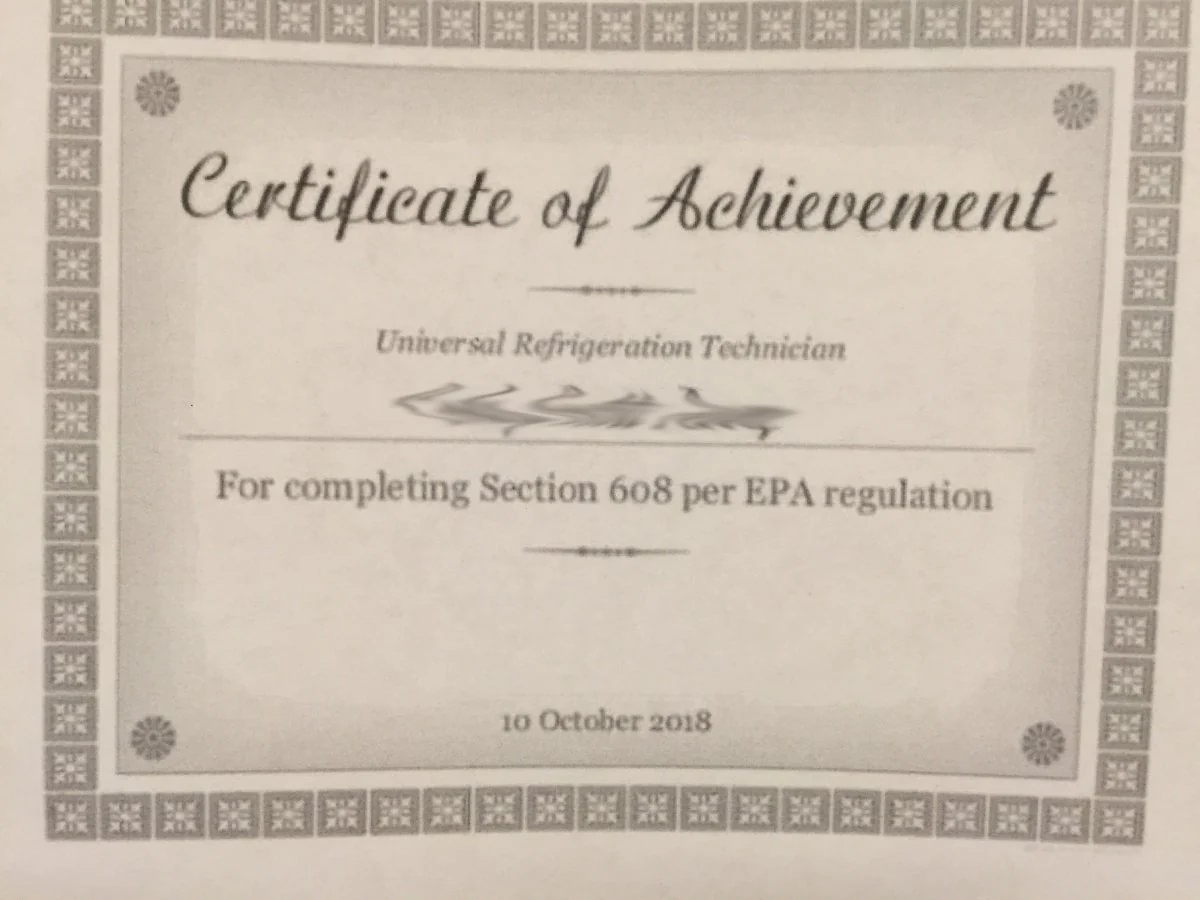 Certificate of Achievement
Universal Refrigeration Technician
For completing Section 608 per EPA regulation
10 October 2018